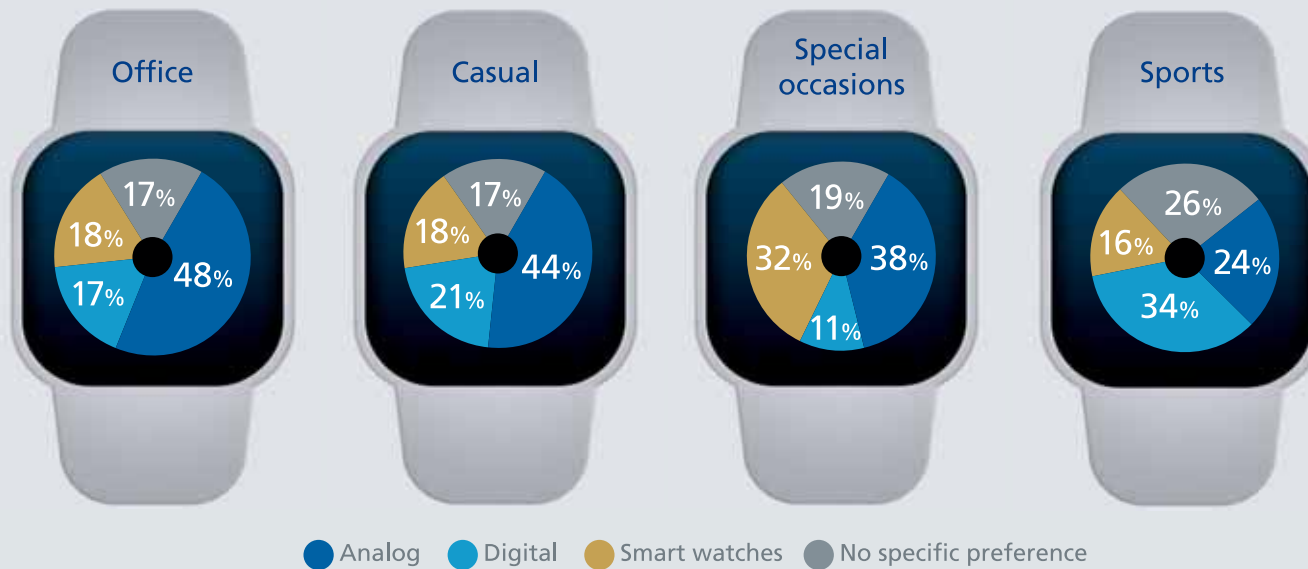 Office
17%
48%
17%
18%
Casual
17%
44%
21%
18%
Special
occasions
19%
38%
11%
32%
Sports
26%
24%
34%
16%
Analog Digital Smart watches No specific preference